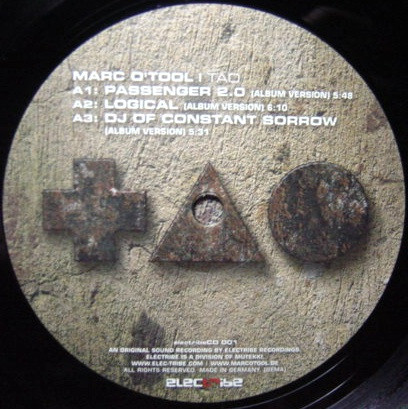 MARC O'TOOL | TAO
A1: PASSENGER 2.0 (ALBUM VERSION) 5:48
A2: LOGICAL (ALBUM VERSION) 6:10
A3: DJ OF CONSTANT SORROW
(ALBUM VERSION) 5:31
electribeCD 001
AN ORIGINAL SOUND RECORDING BY ELECTRIBE RECORDINGS.
ELECTRIBE IS A DIVISION OF MUTEKKI.
WWW.ELEC-TRIBE.COM | WWW.MARCOTOOL.DE
ALL RIGHTS RESERVED. MADE IN GERMANY (GEMA)
electribe